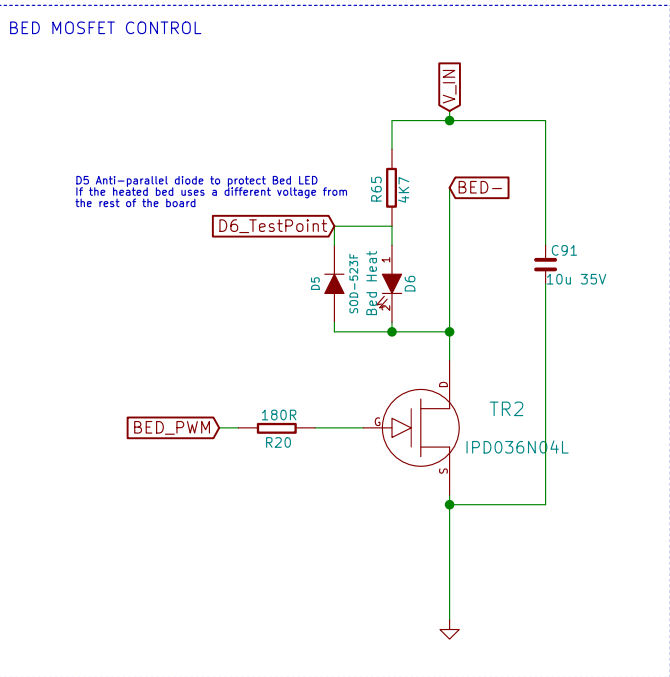 BED MOSFET CONTROL
V_IN
D5 Anti-parallel diode to protect Bed LED
If the heated bed uses a different voltage from
the rest of the board
R65
4K7
BED-
D6_TestPoint
C91
10u 35V
D5
SOD-523F
Bed Heat
1
2
D6
D
TR2
180R
BED_PWM
G
R20
IPD036N04L
S